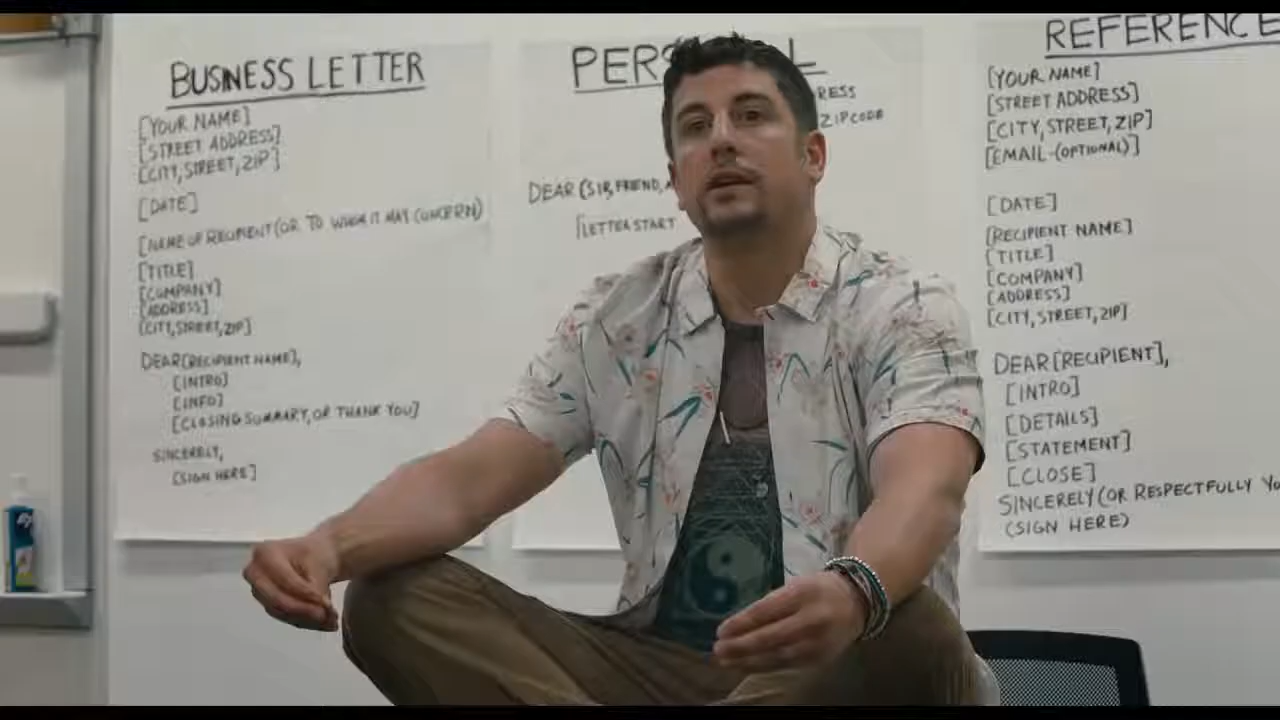 BUSINESS LETTER
[YOUR NAME]
[STREET ADDRESS]
[CITY, STREET, ZIP]
[DATE]
[NAME OF RECIPIENT (OR TO WHOM IT MAY CONCERN)
[TITLE]
[COMPANY]
[ADDRESS]
[CITY, STREET, ZIP]
DEAR [RECIPIENT NAME],
[INTRO]
[INFO]
[CLOSING SUMMARY, OR THANK YOU]
SINCERELY,
[SIGN HERE]
PERS L
RESS
ZIPCODE
DEAR (SIR, FRIEND,
[LETTER START
REFERENCE
[YOUR NAME]
[STREET ADDRESS]
[CITY, STREET, ZIP]
[EMAIL-(OPTIONAL)]
[DATE]
[RECIPIENT NAME]
[TITLE]
[COMPANY]
[ADDRESS]
[CITY, STREET, ZIP]
DEAR [RECIPIENT],
[INTRO]
[DETAILS]
[STATEMENT]
[CLOSE]
SINCERELY (OR RESPECTFULLY YO
(SIGN HERE)